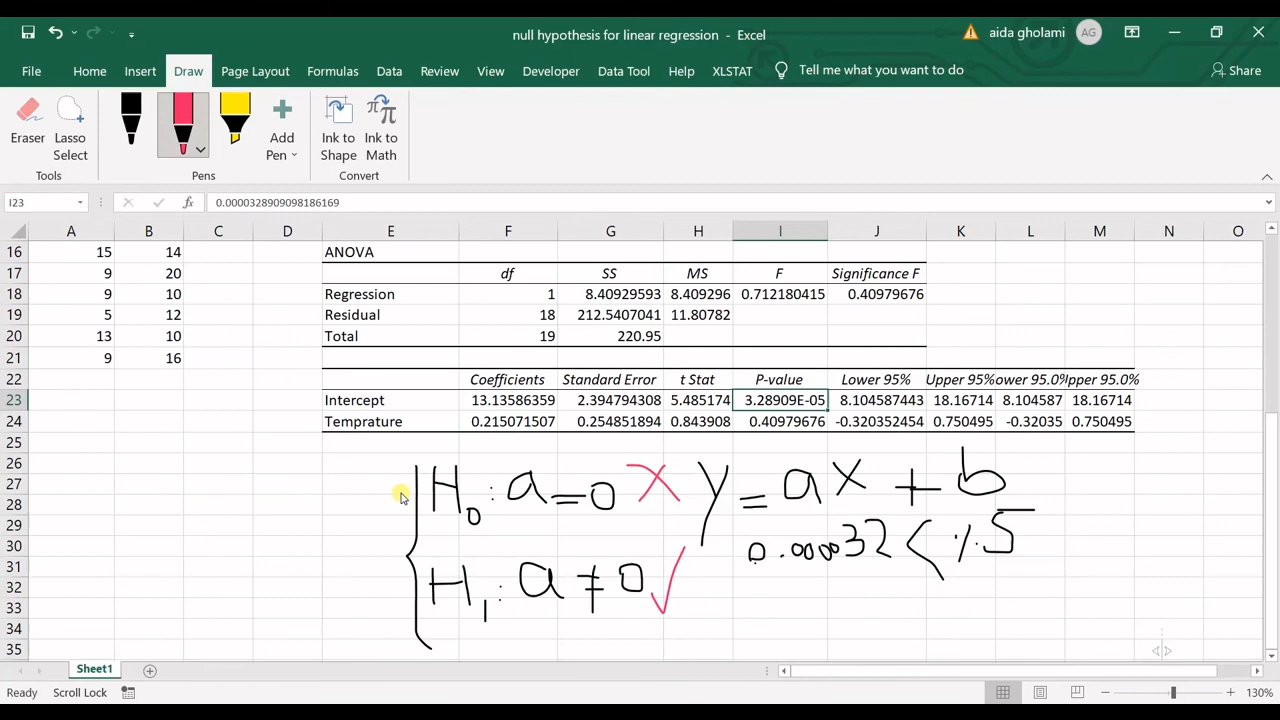 null hypothesis for linear regression - Excel
aida gholami AG
File Home Insert Draw Page Layout Formulas Data Review View Developer Data Tool Help XLSTAT Tell me what you want to do Share
Eraser Lasso Select Add Pen Ink to Shape Ink to Math
Tools Pens Convert
I23 fx 0.0000328909098186169
A B C D E F G H I J K L M N O
16 15 14 ANOVA
17 9 20 df SS MS F Significance F
18 9 10 Regression 1 8.40929593 8.409296 0.712180415 0.40979676
19 5 12 Residual 18 212.5407041 11.80782
20 13 10 Total 19 220.95
21 9 16
22 Coefficients Standard Error t Stat P-value Lower 95% Upper 95% ower 95.0% pper 95.0%
23 Intercept 13.13586359 2.394794308 5.485174 3.28909E-05 8.104587443 18.16714 8.104587 18.16714
24 Temprature 0.215071507 0.254851894 0.843908 0.40979676 -0.320352454 0.750495 -0.32035 0.750495
25
26
27
28
29
30
31
32
33
34
35
H0 : a = 0 y = ax + b
0.000032 < %5
H1 : a ≠ 0
Sheet1
Ready Scroll Lock 130%